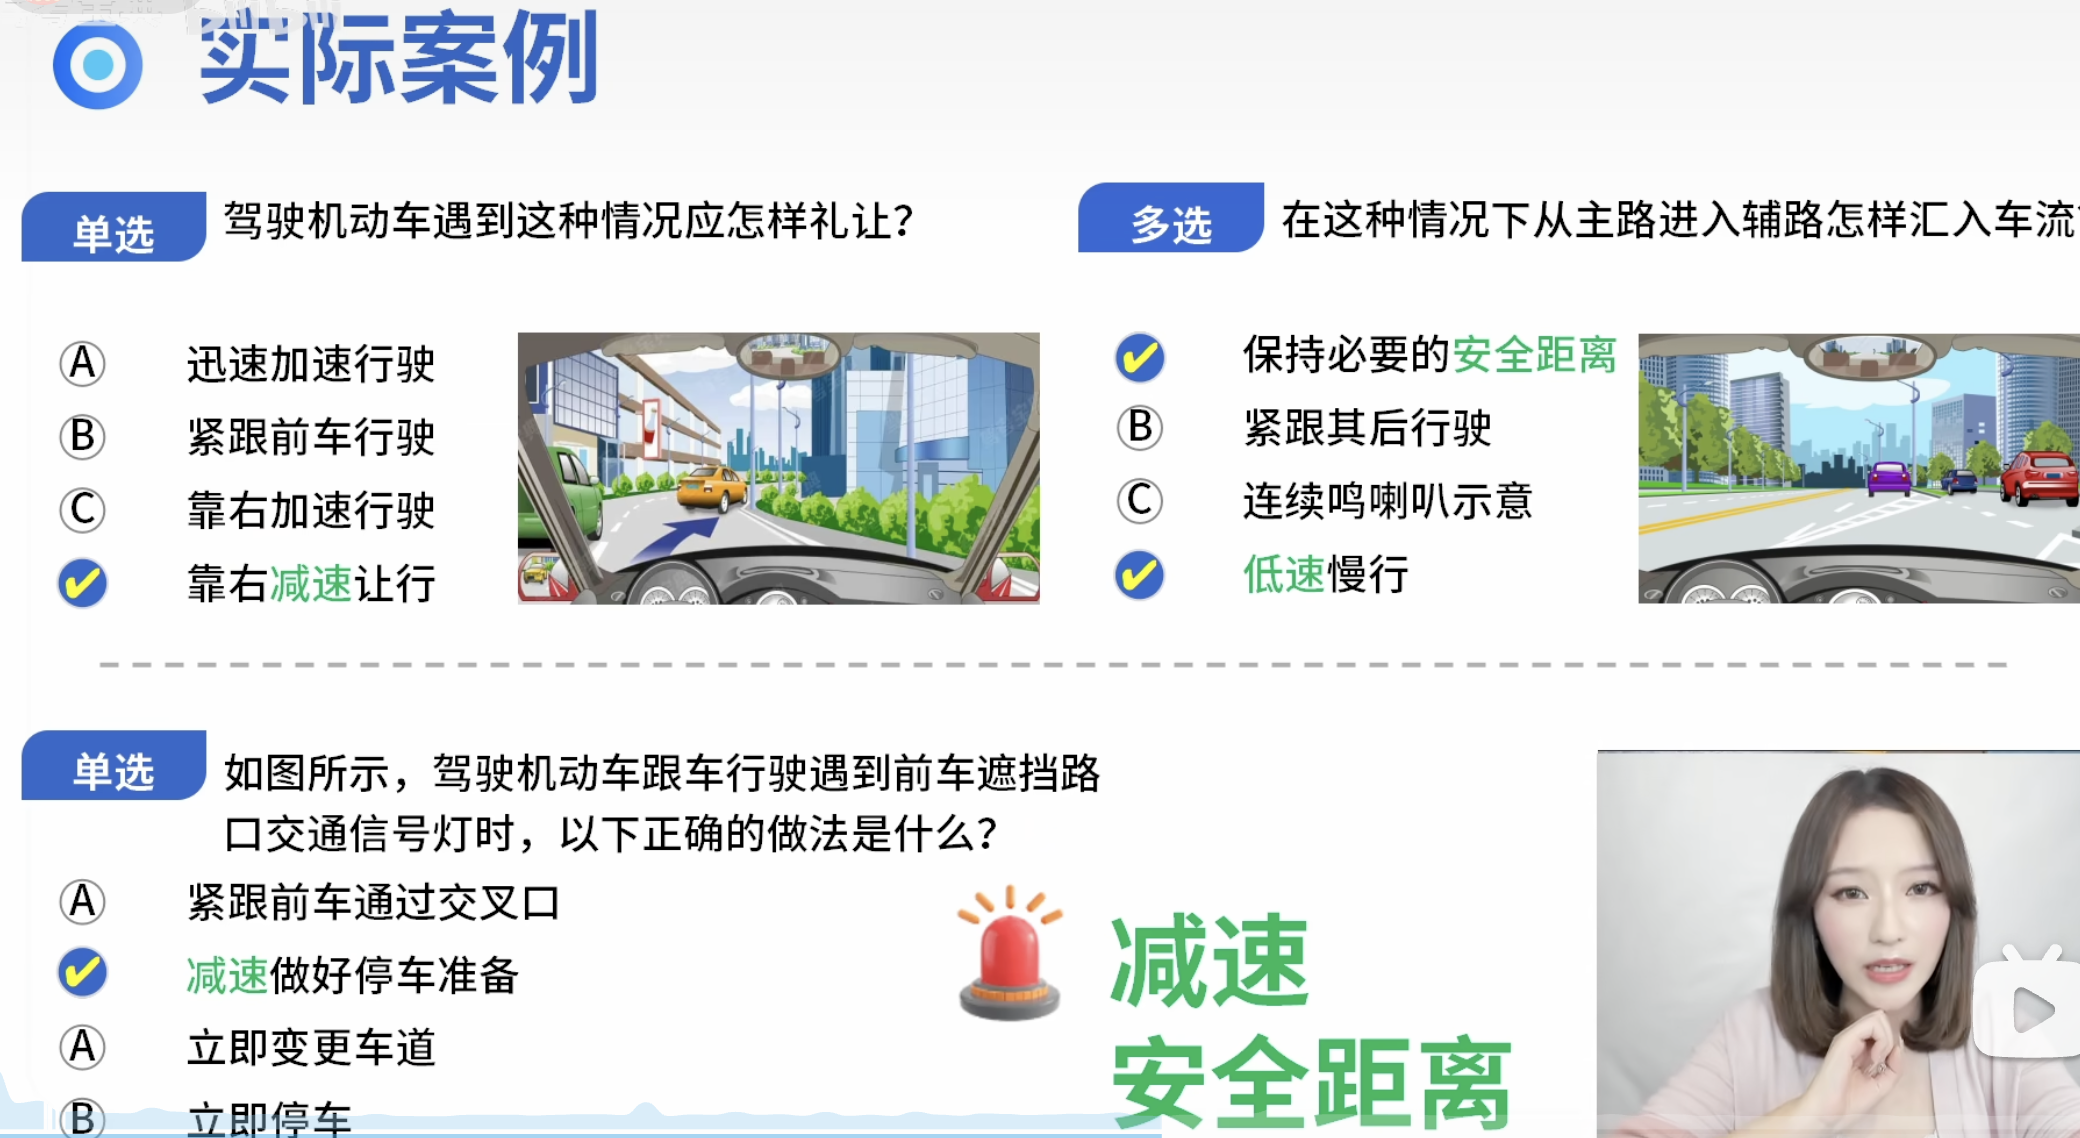 实际案例
单选 驾驶机动车遇到这种情况应怎样礼让？
A 迅速加速行驶
B 紧跟前车行驶
C 靠右加速行驶
靠右减速让行
多选 在这种情况下从主路进入辅路怎样汇入车流
保持必要的安全距离
B 紧跟其后行驶
C 连续鸣喇叭示意
低速慢行
单选 如图所示，驾驶机动车跟车行驶遇到前车遮挡路
口交通信号灯时，以下正确的做法是什么？
A 紧跟前车通过交叉口
减速做好停车准备
A 立即变更车道
B 立即停车
减速
安全距离